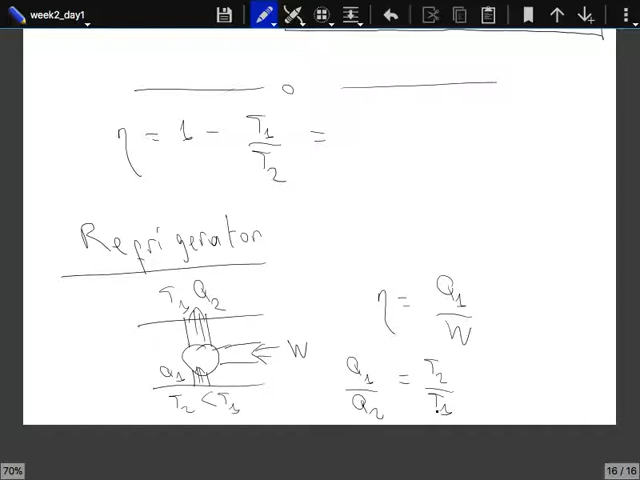 week2_day1
η = 1 - T1/T2 =
Refrigerator
T1 Q2
η = Q1/W
W
Q1
Q1/Q2 = T2/T1
T2 < T1
70%
16 / 16